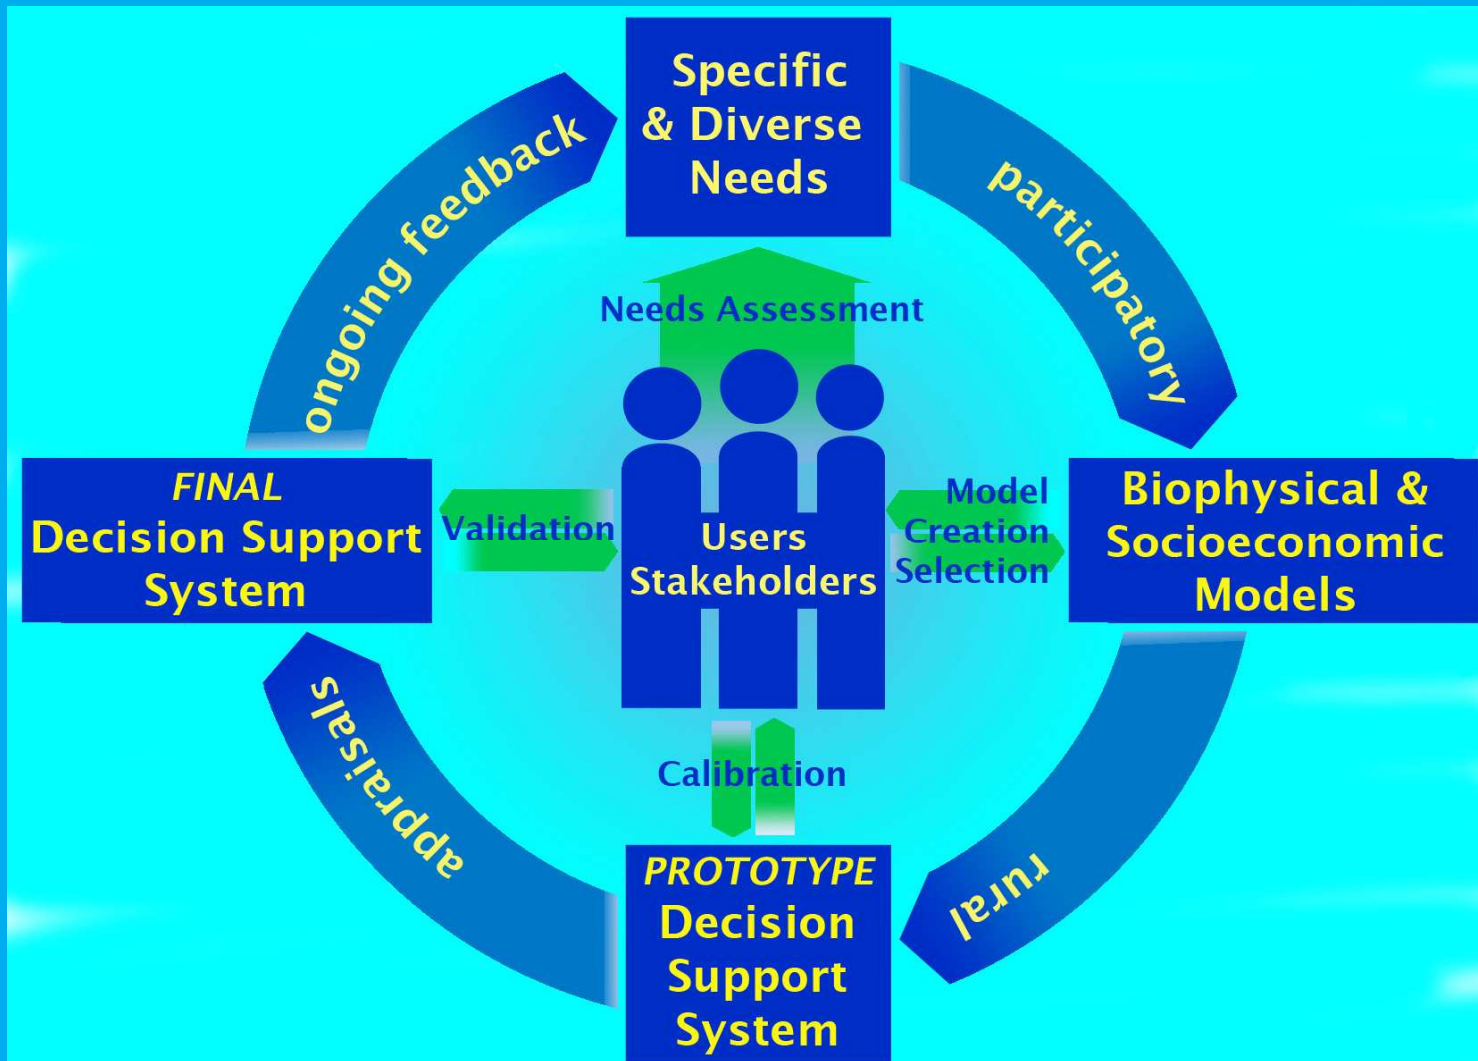 Specific
& Diverse
Needs
participatory
ongoing feedback
Needs Assessment
FINAL
Decision Support
System
Validation
Users
Stakeholders
Model
Creation
Selection
Biophysical &
Socioeconomic
Models
appraisals
Calibration
rural
PROTOTYPE
Decision
Support
System